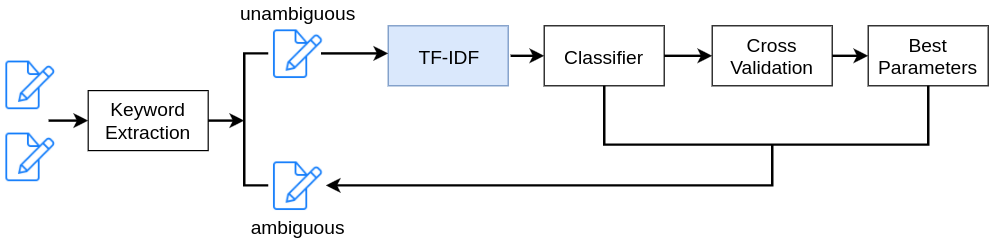 unambiguous
Keyword
Extraction
TF-IDF
Classifier
Cross
Validation
Best
Parameters
ambiguous